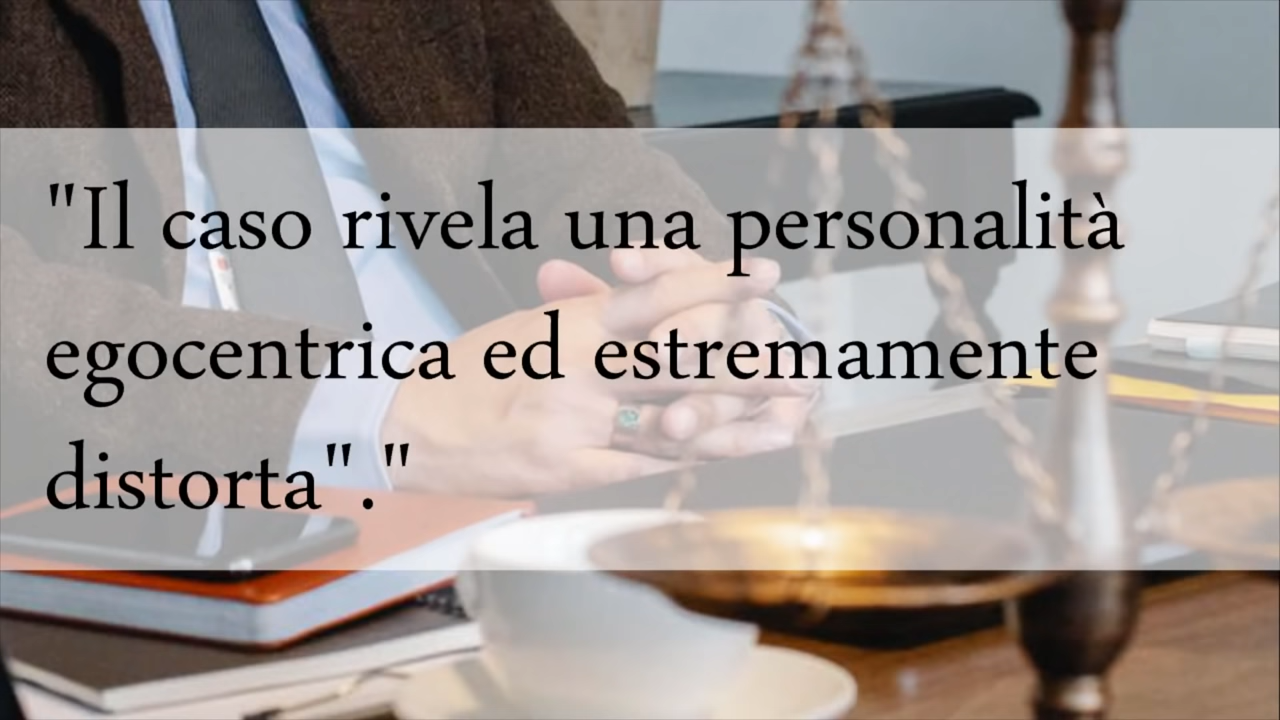 "Il caso rivela una personalità
egocentrica ed estremamente
distorta"."